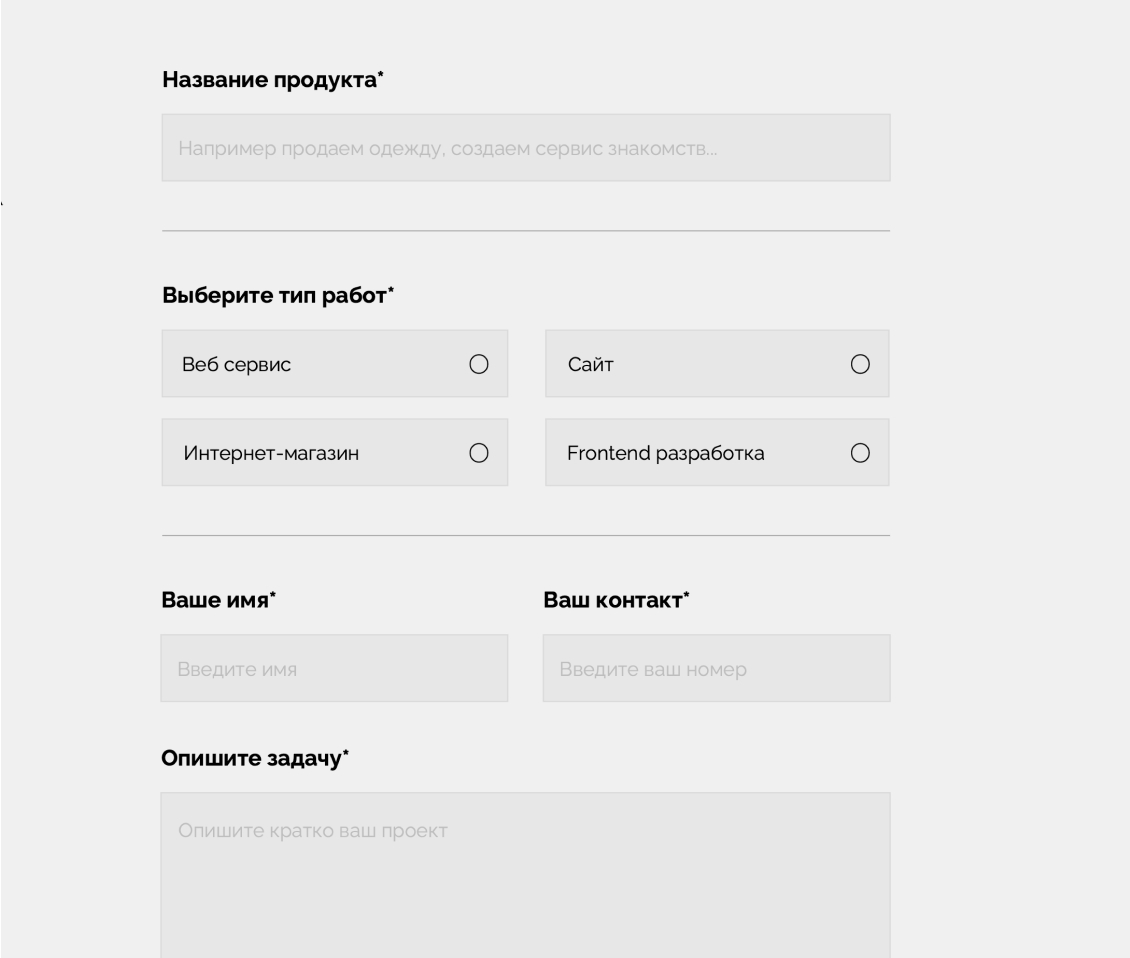 Название продукта*
Например продаем одежду, создаем сервис знакомств...
Выберите тип работ*
Веб сервис
Сайт
Интернет-магазин
Frontend разработка
Ваше имя*
Ваш контакт*
Введите имя
Введите ваш номер
Опишите задачу*
Опишите кратко ваш проект